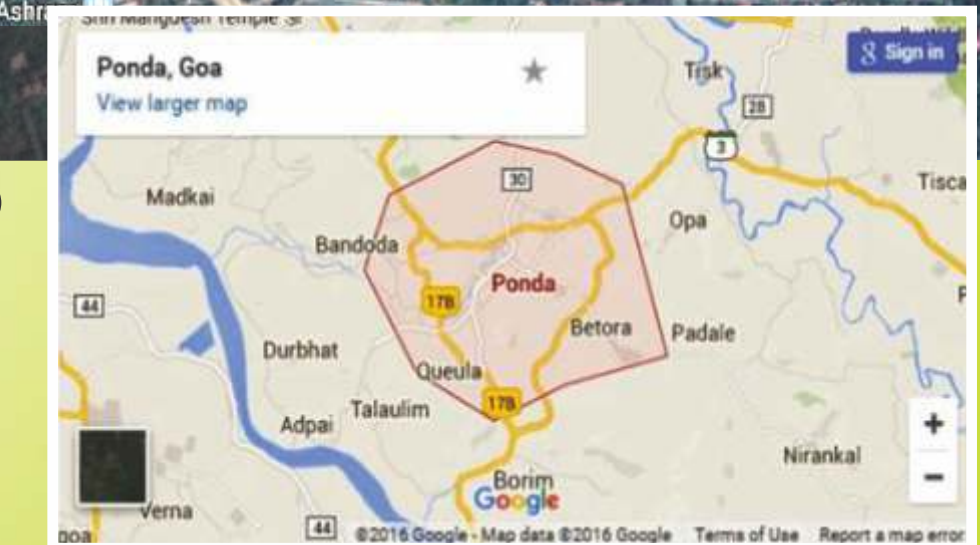 Shri Manguesh Temple
Ponda, Goa
View larger map
Sign in
Tisk
28
3
30
Tisca
Madkai
Opa
Bandoda
Ponda
44
17B
Betora
Padale
Durbhat
Queula
17B
Talaulim
Adpai
Nirankal
+
−
Borim
Google
Verna
44
©2016 Google - Map data ©2016 Google Terms of Use Report a map error